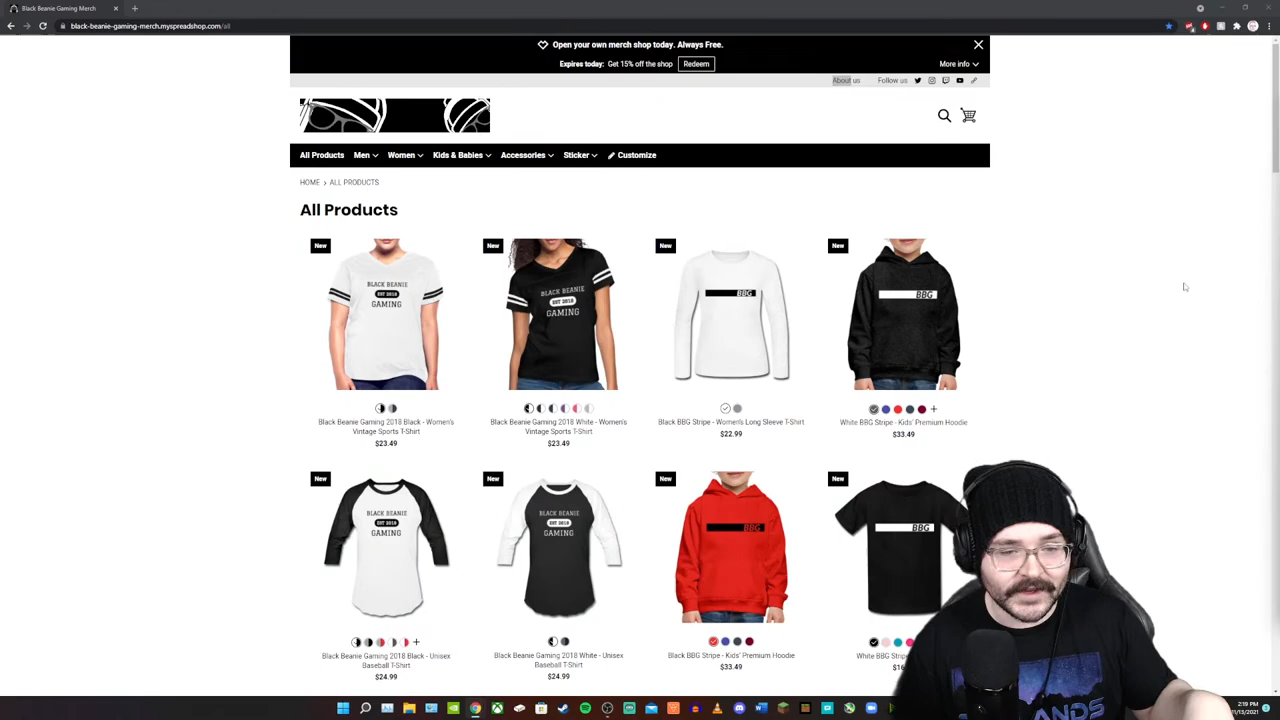 Black Beanie Gaming Merch
black-beanie-gaming-merch.myspreadshop.com/all
Open your own merch shop today. Always Free.
Expires today: Get 15% off the shop Redeem
More info
About us Follow us
All Products Men Women Kids & Babies Accessories Sticker Customize
HOME > ALL PRODUCTS
All Products
New New New New
BLACK BEANIE
EST 2018
GAMING
BLACK BEANIE
EST 2018
GAMING
BBG
BBG
Black Beanie Gaming 2018 Black - Women's
Vintage Sports T-Shirt
$23.49
Black Beanie Gaming 2018 White - Women's
Vintage Sports T-Shirt
$23.49
Black BBG Stripe - Women's Long Sleeve T-Shirt
$22.99
White BBG Stripe - Kids' Premium Hoodie
$33.49
New New New New
BLACK BEANIE
EST 2018
GAMING
BLACK BEANIE
EST 2018
GAMING
BBG
BBG
Black Beanie Gaming 2018 Black - Unisex
Baseball T-Shirt
$24.99
Black Beanie Gaming 2018 White - Unisex
Baseball T-Shirt
$24.99
Black BBG Stripe - Kids' Premium Hoodie
$33.49
White BBG
2:19 PM
11/13/2021